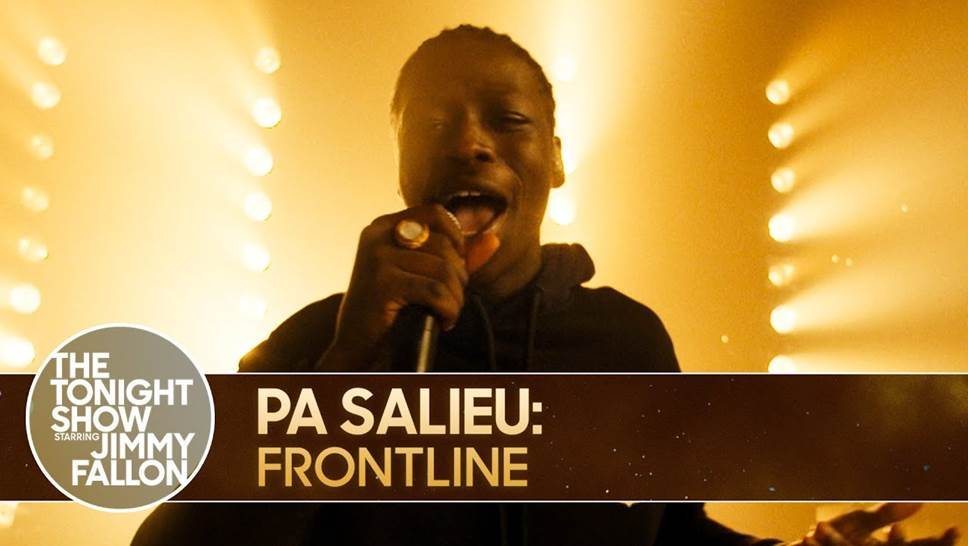 THE
TONIGHT
SHOW
STARRING
JIMMY
FALLON
PA SALIEU:
FRONTLINE